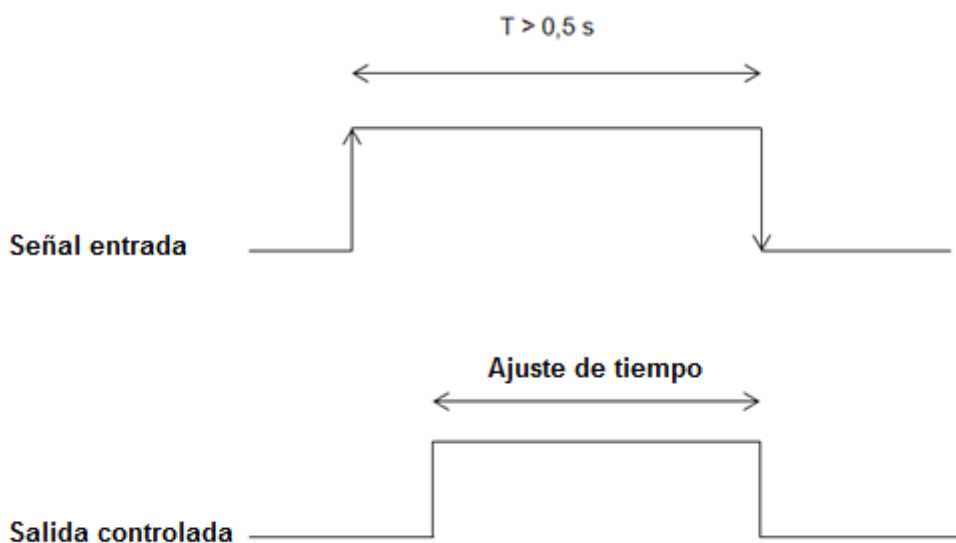 T > 0,5 s
Señal entrada
Ajuste de tiempo
Salida controlada